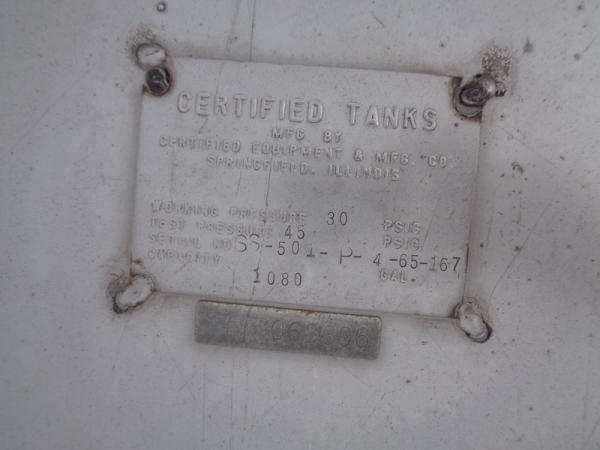 CERTIFIED TANKS
MFG BY
CERTIFIED EQUIPMENT & MFG CO
SPRINGFIELD, ILLINOIS
WORKING PRESSURE 30 PSIG
TEST PRESSURE 45 PSIG
SERIAL NO SS-501-P-4-65-167
CAPACITY 1080 GAL.